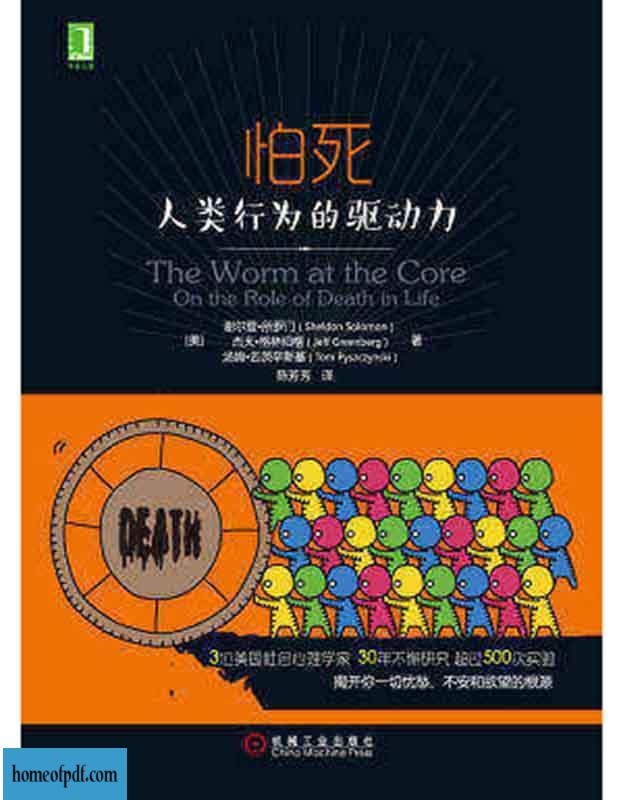 怕死
人类行为的驱动力
The Worm at the Core
On the Role of Death in Life
谢尔登·所罗门(Sheldon Solomon)
[美] 杰夫·格林伯格(Jeff Greenberg) 著
汤姆·匹茨辛斯基(Tom Pyszczynski)
陈芳芳 译
DEATH
3位美国社会心理学家 30年不懈研究 超过500次实验
揭开你一切忧愁、不安和欲望的根源
机械工业出版社
China Machine Press
homeofpdf.com